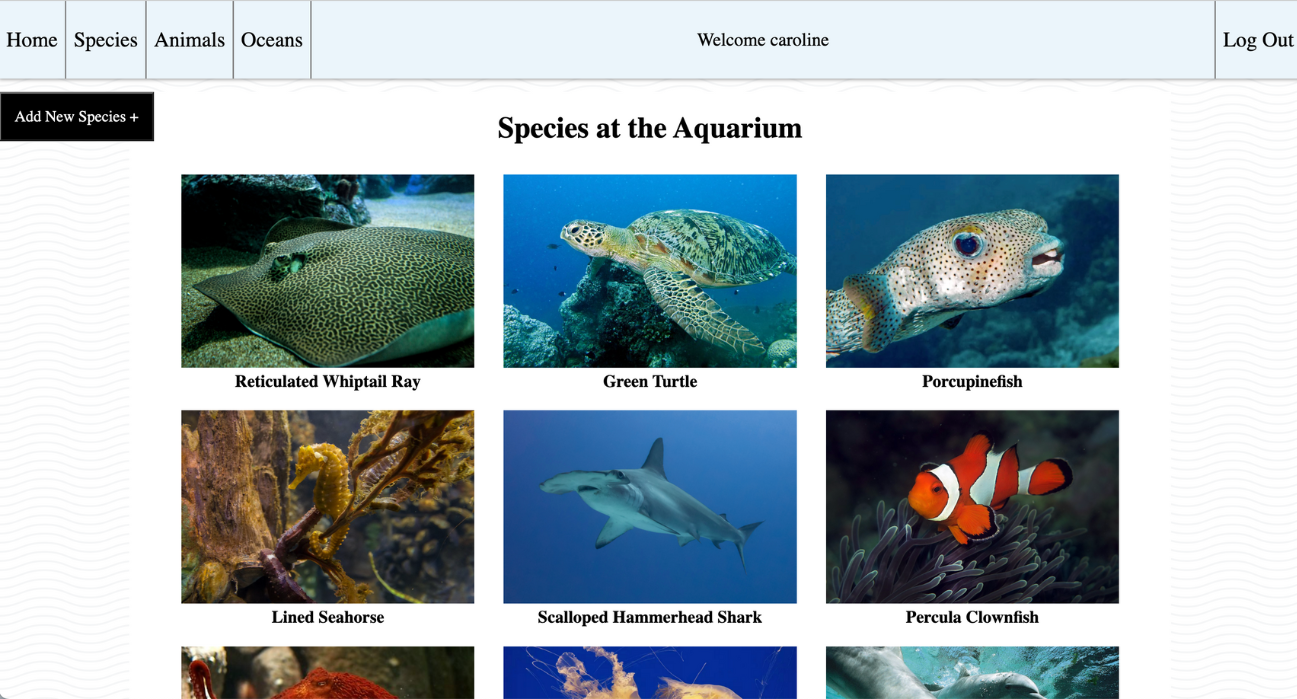 Home Species Animals Oceans Welcome caroline Log Out
Add New Species +
Species at the Aquarium
Reticulated Whiptail Ray Green Turtle Porcupinefish
Lined Seahorse Scalloped Hammerhead Shark Percula Clownfish